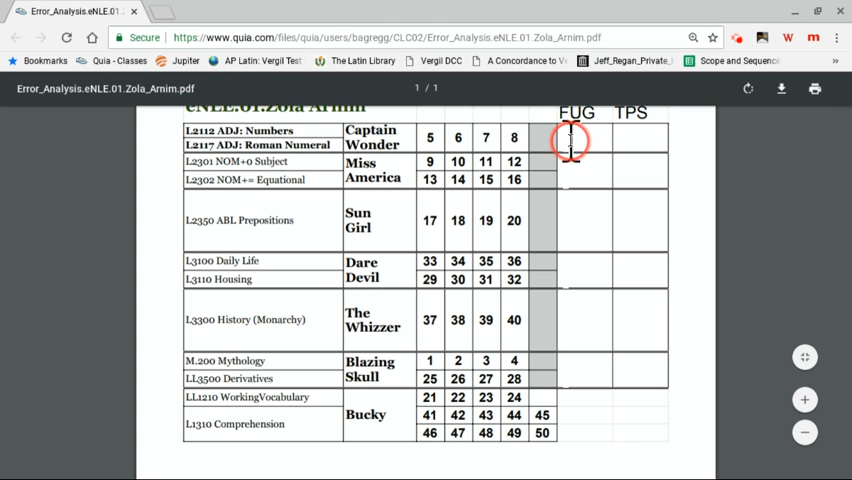 Error_Analysis.eNLE.01
Secure https://www.quia.com/files/quia/users/bagregg/CLC02/Error_Analysis.eNLE.01.Zola_Arnim.pdf
Bookmarks Quia - Classes Jupiter AP Latin: Vergil Test The Latin Library Vergil DCC A Concordance to V Jeff_Regan_Private_ Scope and Sequence
Error_Analysis.eNLE.01.Zola_Arnim.pdf 1 / 1
eNLE.01.Zola Arnim FUG TPS
L2112 ADJ: Numbers Captain Wonder 5 6 7 8
L2117 ADJ: Roman Numeral
L2301 NOM+0 Subject Miss America 9 10 11 12
L2302 NOM+= Equational 13 14 15 16
L2350 ABL Prepositions Sun Girl 17 18 19 20
L3100 Daily Life Dare Devil 33 34 35 36
L3110 Housing 29 30 31 32
L3300 History (Monarchy) The Whizzer 37 38 39 40
M.200 Mythology Blazing Skull 1 2 3 4
LL3500 Derivatives 25 26 27 28
LL1210 WorkingVocabulary Bucky 21 22 23 24
L1310 Comprehension 41 42 43 44 45
46 47 48 49 50